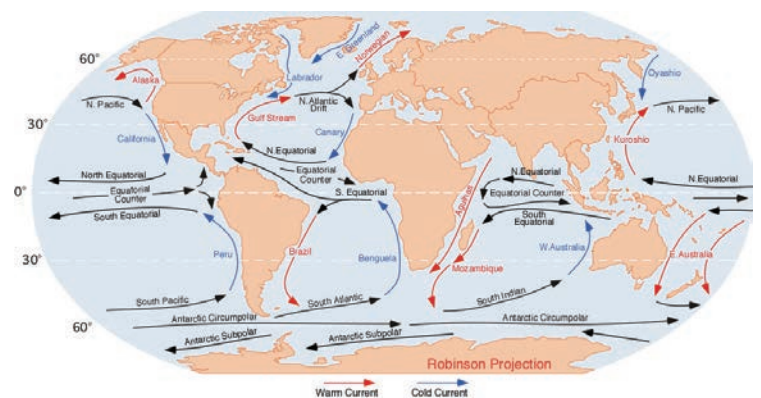 60°
Alaska
N. Pacific
California
Labrador
E. Greenland
Norwegian
N. Atlantic
Drift
Gulf Stream
Canary
Oyashio
N. Pacific
Kuroshio
30°
North Equatorial
Equatorial
Counter
South Equatorial
N. Equatorial
Equatorial
Counter
S. Equatorial
N. Equatorial
Equatorial Counter
South
Equatorial
N. Equatorial
0°
Peru
Brazil
Benguela
Agulhas
Mozambique
W. Australia
E. Australia
30°
South Pacific
South Atlantic
South Indian
Antarctic Circumpolar
Antarctic Circumpolar
60°
Antarctic Subpolar
Antarctic Subpolar
Robinson Projection
Warm Current
Cold Current